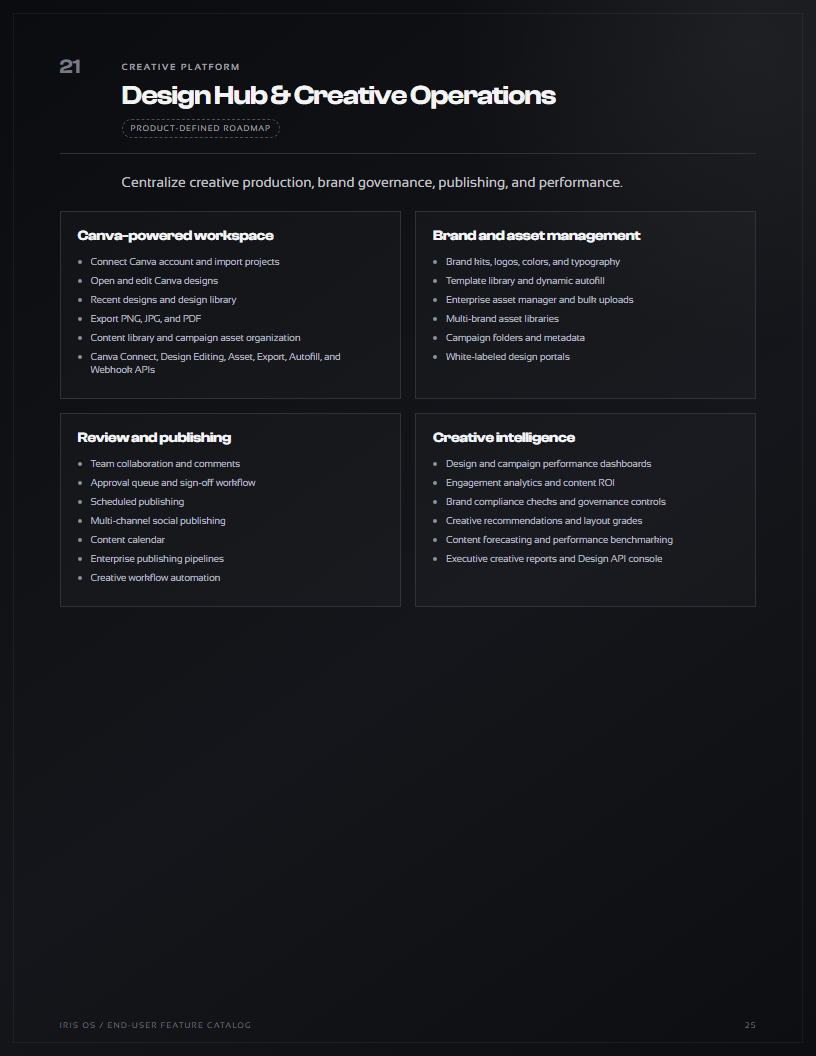 21
CREATIVE PLATFORM
Design Hub & Creative Operations
PRODUCT-DEFINED ROADMAP
Centralize creative production, brand governance, publishing, and performance.
Canva-powered workspace
• Connect Canva account and import projects
• Open and edit Canva designs
• Recent designs and design library
• Export PNG, JPG, and PDF
• Content library and campaign asset organization
• Canva Connect, Design Editing, Asset, Export, Autofill, and
Webhook APIs
Brand and asset management
• Brand kits, logos, colors, and typography
• Template library and dynamic autofill
• Enterprise asset manager and bulk uploads
• Multi-brand asset libraries
• Campaign folders and metadata
• White-labeled design portals
Review and publishing
• Team collaboration and comments
• Approval queue and sign-off workflow
• Scheduled publishing
• Multi-channel social publishing
• Content calendar
• Enterprise publishing pipelines
• Creative workflow automation
Creative intelligence
• Design and campaign performance dashboards
• Engagement analytics and content ROI
• Brand compliance checks and governance controls
• Creative recommendations and layout grades
• Content forecasting and performance benchmarking
• Executive creative reports and Design API console
IRIS OS / END-USER FEATURE CATALOG
25